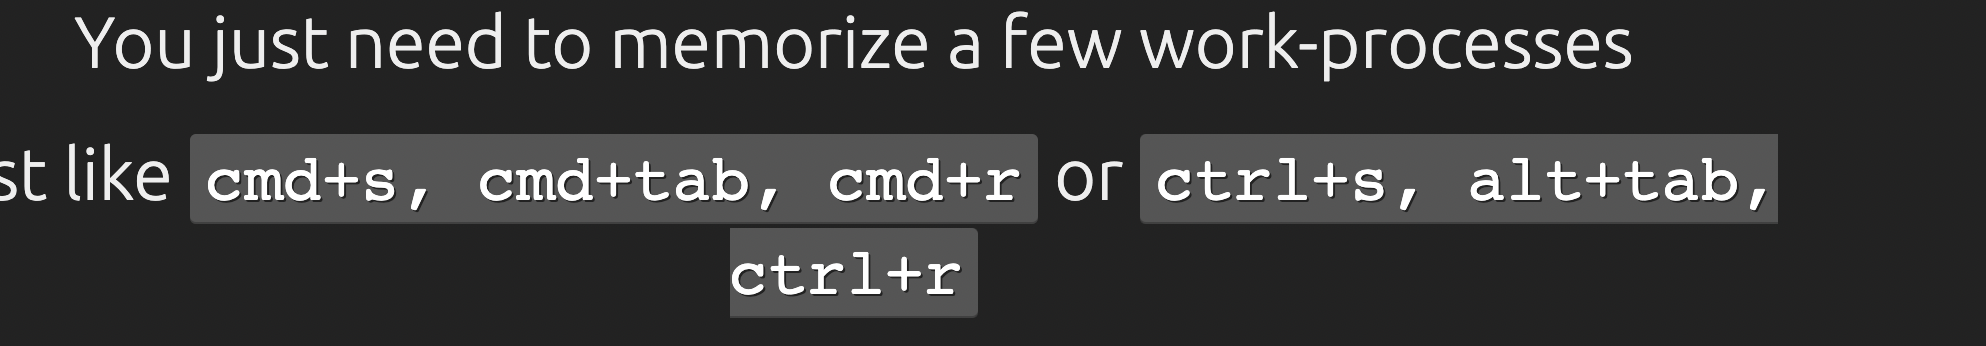 You just need to memorize a few work-processes
st like cmd+s, cmd+tab, cmd+r or ctrl+s, alt+tab,
ctrl+r